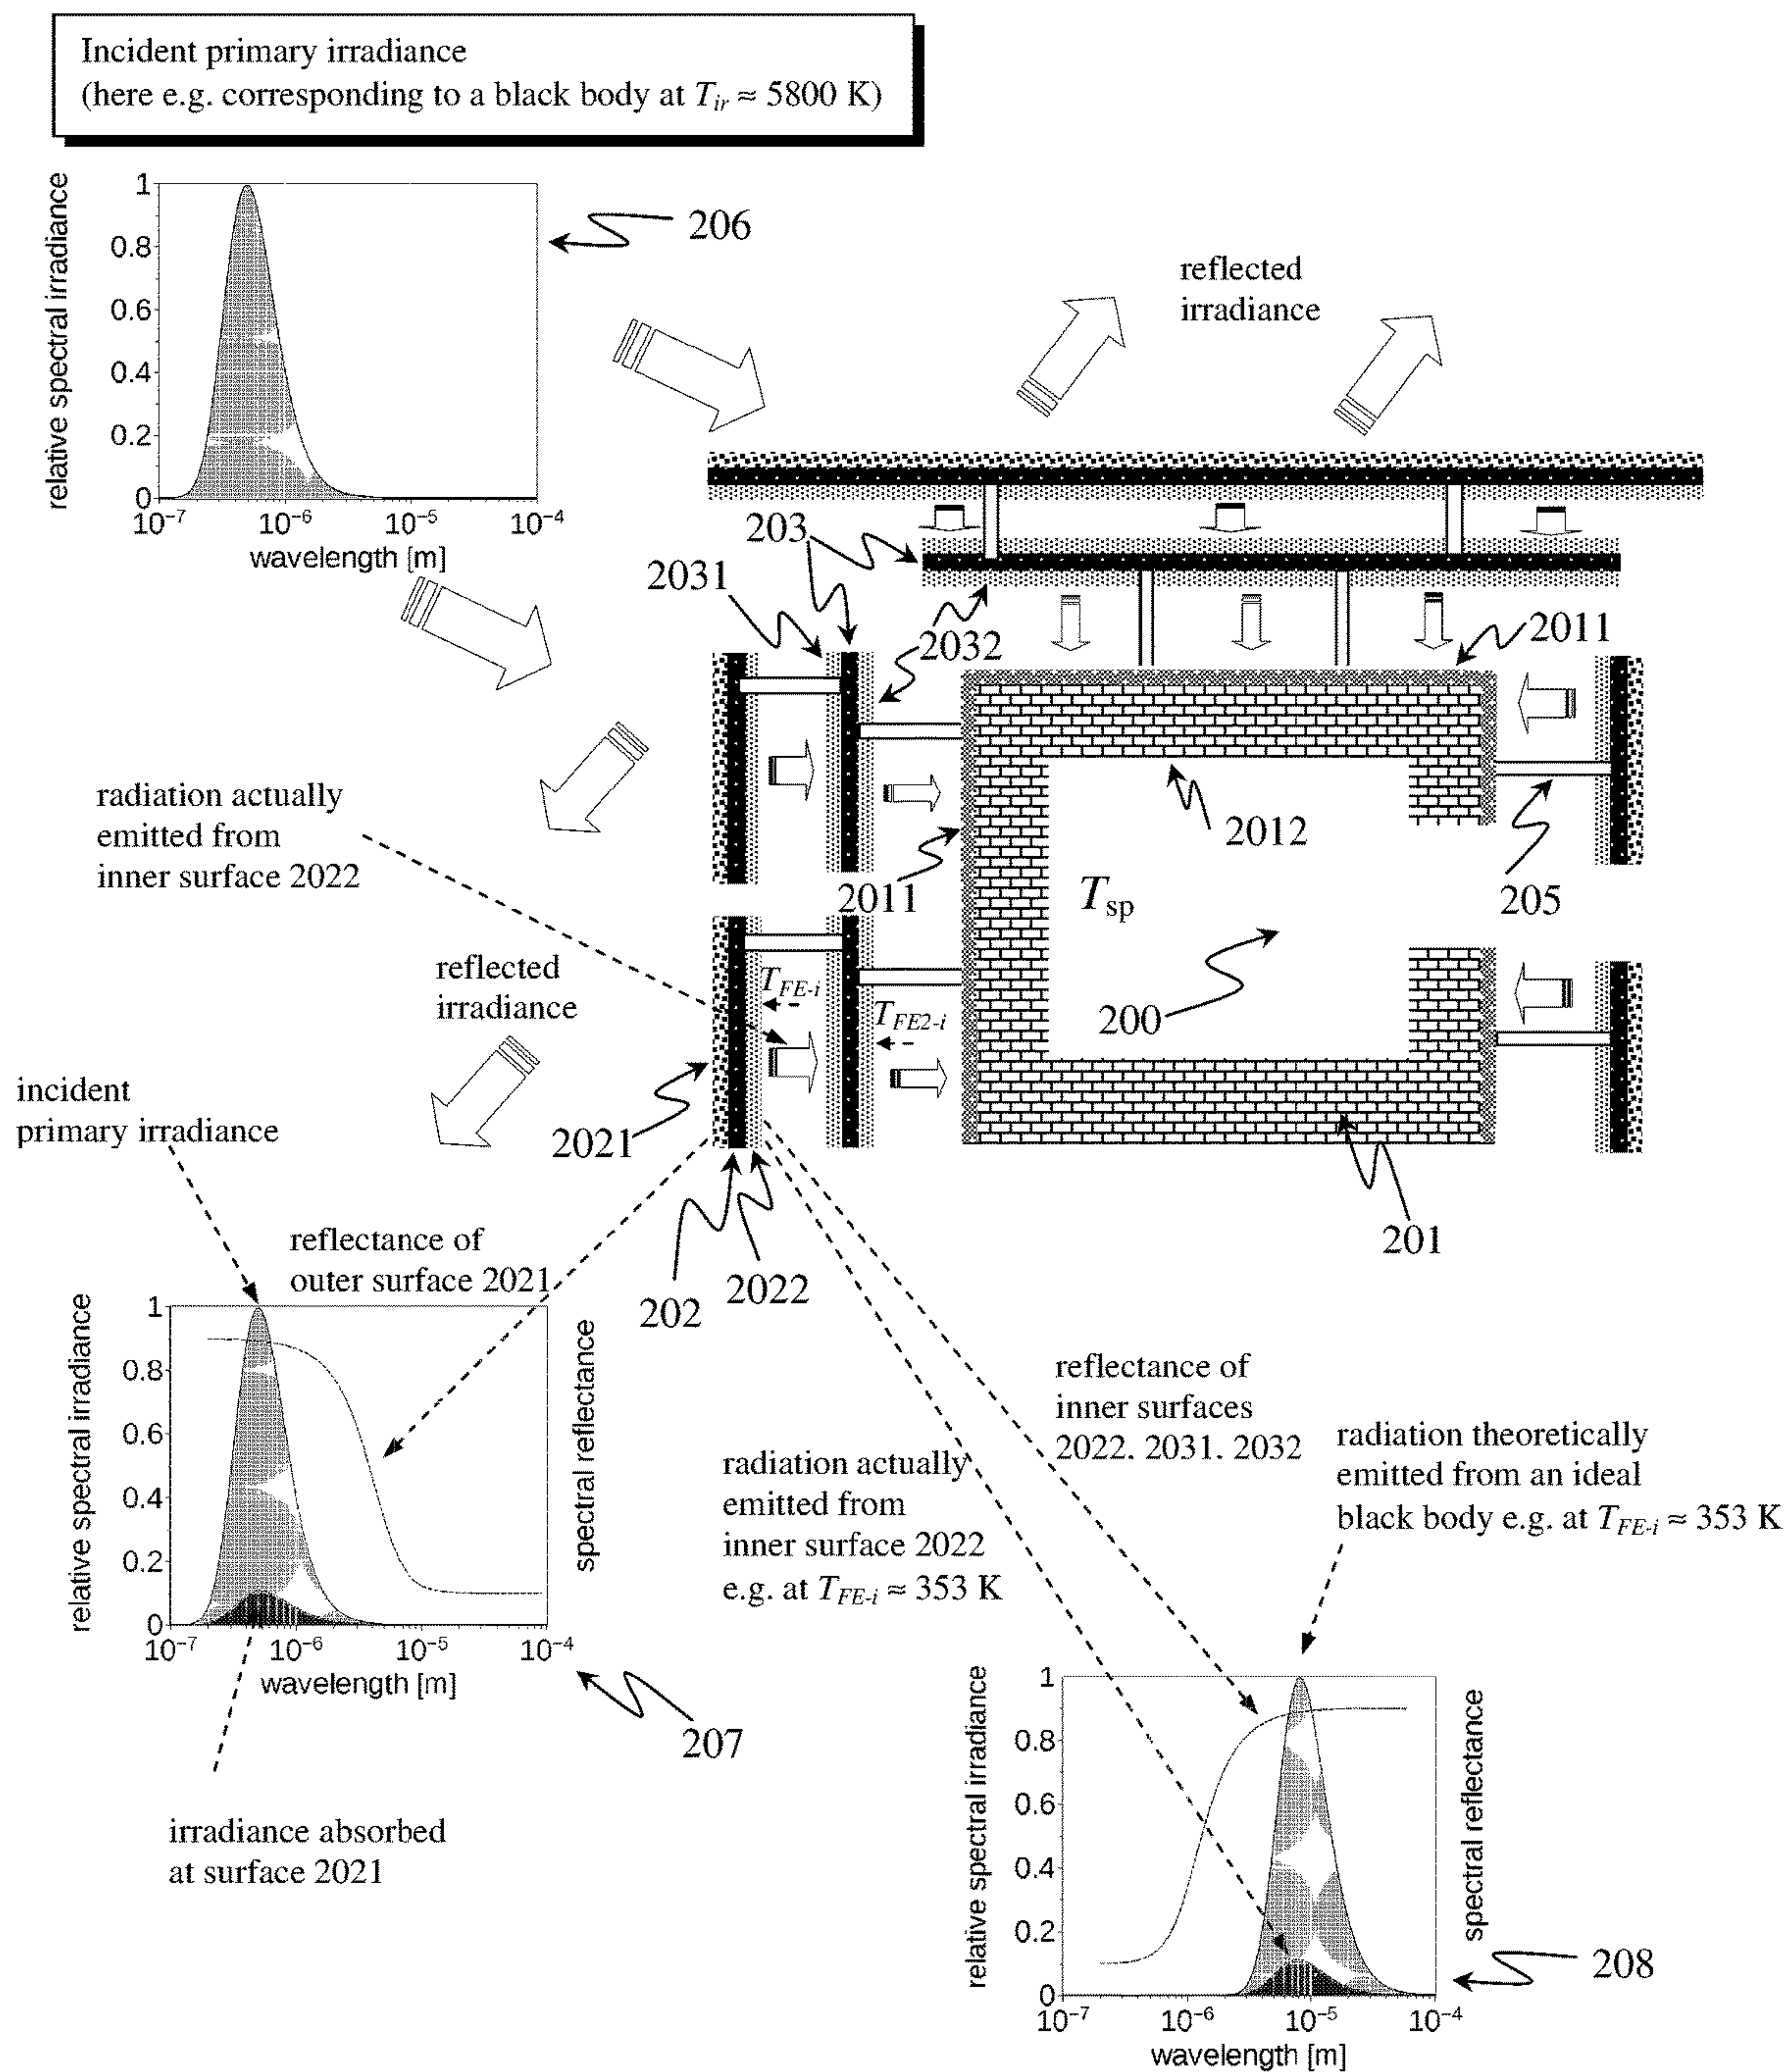 Incident primary irradiance
(here e.g. corresponding to a black body at T_ir ≈ 5800 K)
relative spectral irradiance
1
0.8
0.6
0.4
0.2
0
10⁻⁷
10⁻⁶
10⁻⁵
10⁻⁴
wavelength [m]
206
reflected
irradiance
203
2031
2032
2011
2012
2011
T_sp
205
200
radiation actually
emitted from
inner surface 2022
reflected
irradiance
T_FE-i
T_FE2-i
2021
202
2022
201
incident
primary irradiance
reflectance of
outer surface 2021
relative spectral irradiance
1
0.8
0.6
0.4
0.2
0
10⁻⁷
10⁻⁶
10⁻⁵
10⁻⁴
wavelength [m]
spectral reflectance
207
irradiance absorbed
at surface 2021
radiation actually
emitted from
inner surface 2022
e.g. at T_FE-i ≈ 353 K
reflectance of
inner surfaces
2022. 2031. 2032
radiation theoretically
emitted from an ideal
black body e.g. at T_FE-i ≈ 353 K
relative spectral irradiance
1
0.8
0.6
0.4
0.2
0
10⁻⁷
10⁻⁶
10⁻⁵
10⁻⁴
wavelength [m]
spectral reflectance
208